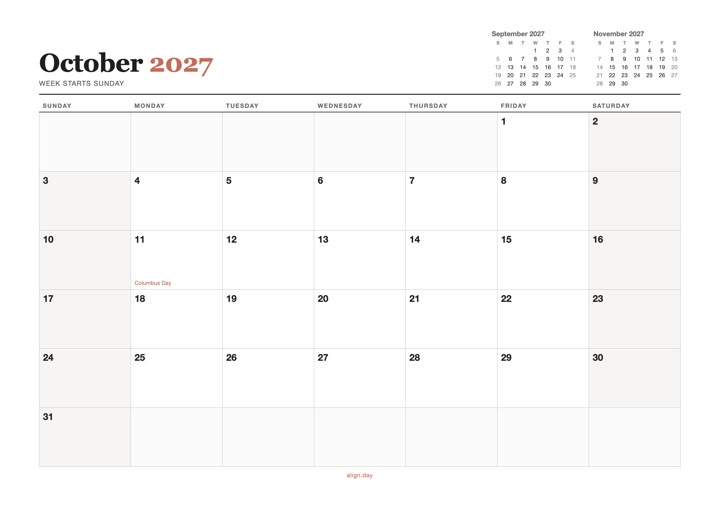 October 2027
WEEK STARTS SUNDAY
September 2027
S M T W T F S
1 2 3 4
5 6 7 8 9 10 11
12 13 14 15 16 17 18
19 20 21 22 23 24 25
26 27 28 29 30
November 2027
S M T W T F S
1 2 3 4 5 6
7 8 9 10 11 12 13
14 15 16 17 18 19 20
21 22 23 24 25 26 27
28 29 30
SUNDAY MONDAY TUESDAY WEDNESDAY THURSDAY FRIDAY SATURDAY
1 2
3 4 5 6 7 8 9
10 11 12 13 14 15 16
Columbus Day
17 18 19 20 21 22 23
24 25 26 27 28 29 30
31
align.day